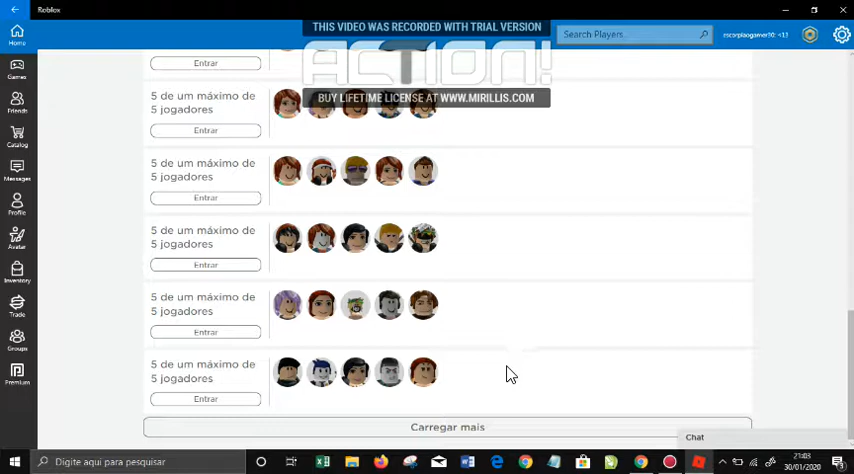 Roblox
THIS VIDEO WAS RECORDED WITH TRIAL VERSION
ACTION!
BUY LIFETIME LICENSE AT WWW.MIRILLIS.COM
Search Players...
rscorplaogamer30: <13
Home
Games
Friends
Catalog
Messages
Profile
Avatar
Inventory
Trade
Groups
Premium
Entrar
5 de um máximo de
5 jogadores
Entrar
5 de um máximo de
5 jogadores
Entrar
5 de um máximo de
5 jogadores
Entrar
5 de um máximo de
5 jogadores
Entrar
5 de um máximo de
5 jogadores
Entrar
Carregar mais
Chat
Digite aqui para pesquisar
21:03
30/01/2020
3